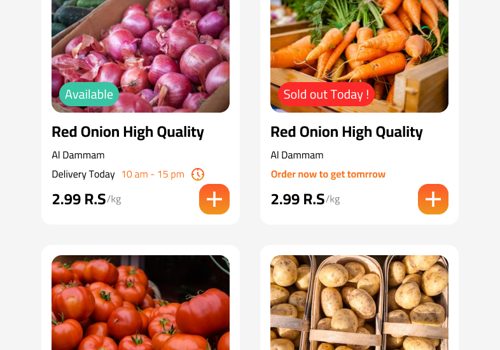 Available
Red Onion High Quality
Al Dammam
Delivery Today 10 am - 15 pm
2.99 R.S/kg
Sold out Today !
Red Onion High Quality
Al Dammam
Order now to get tomrrow
2.99 R.S/kg